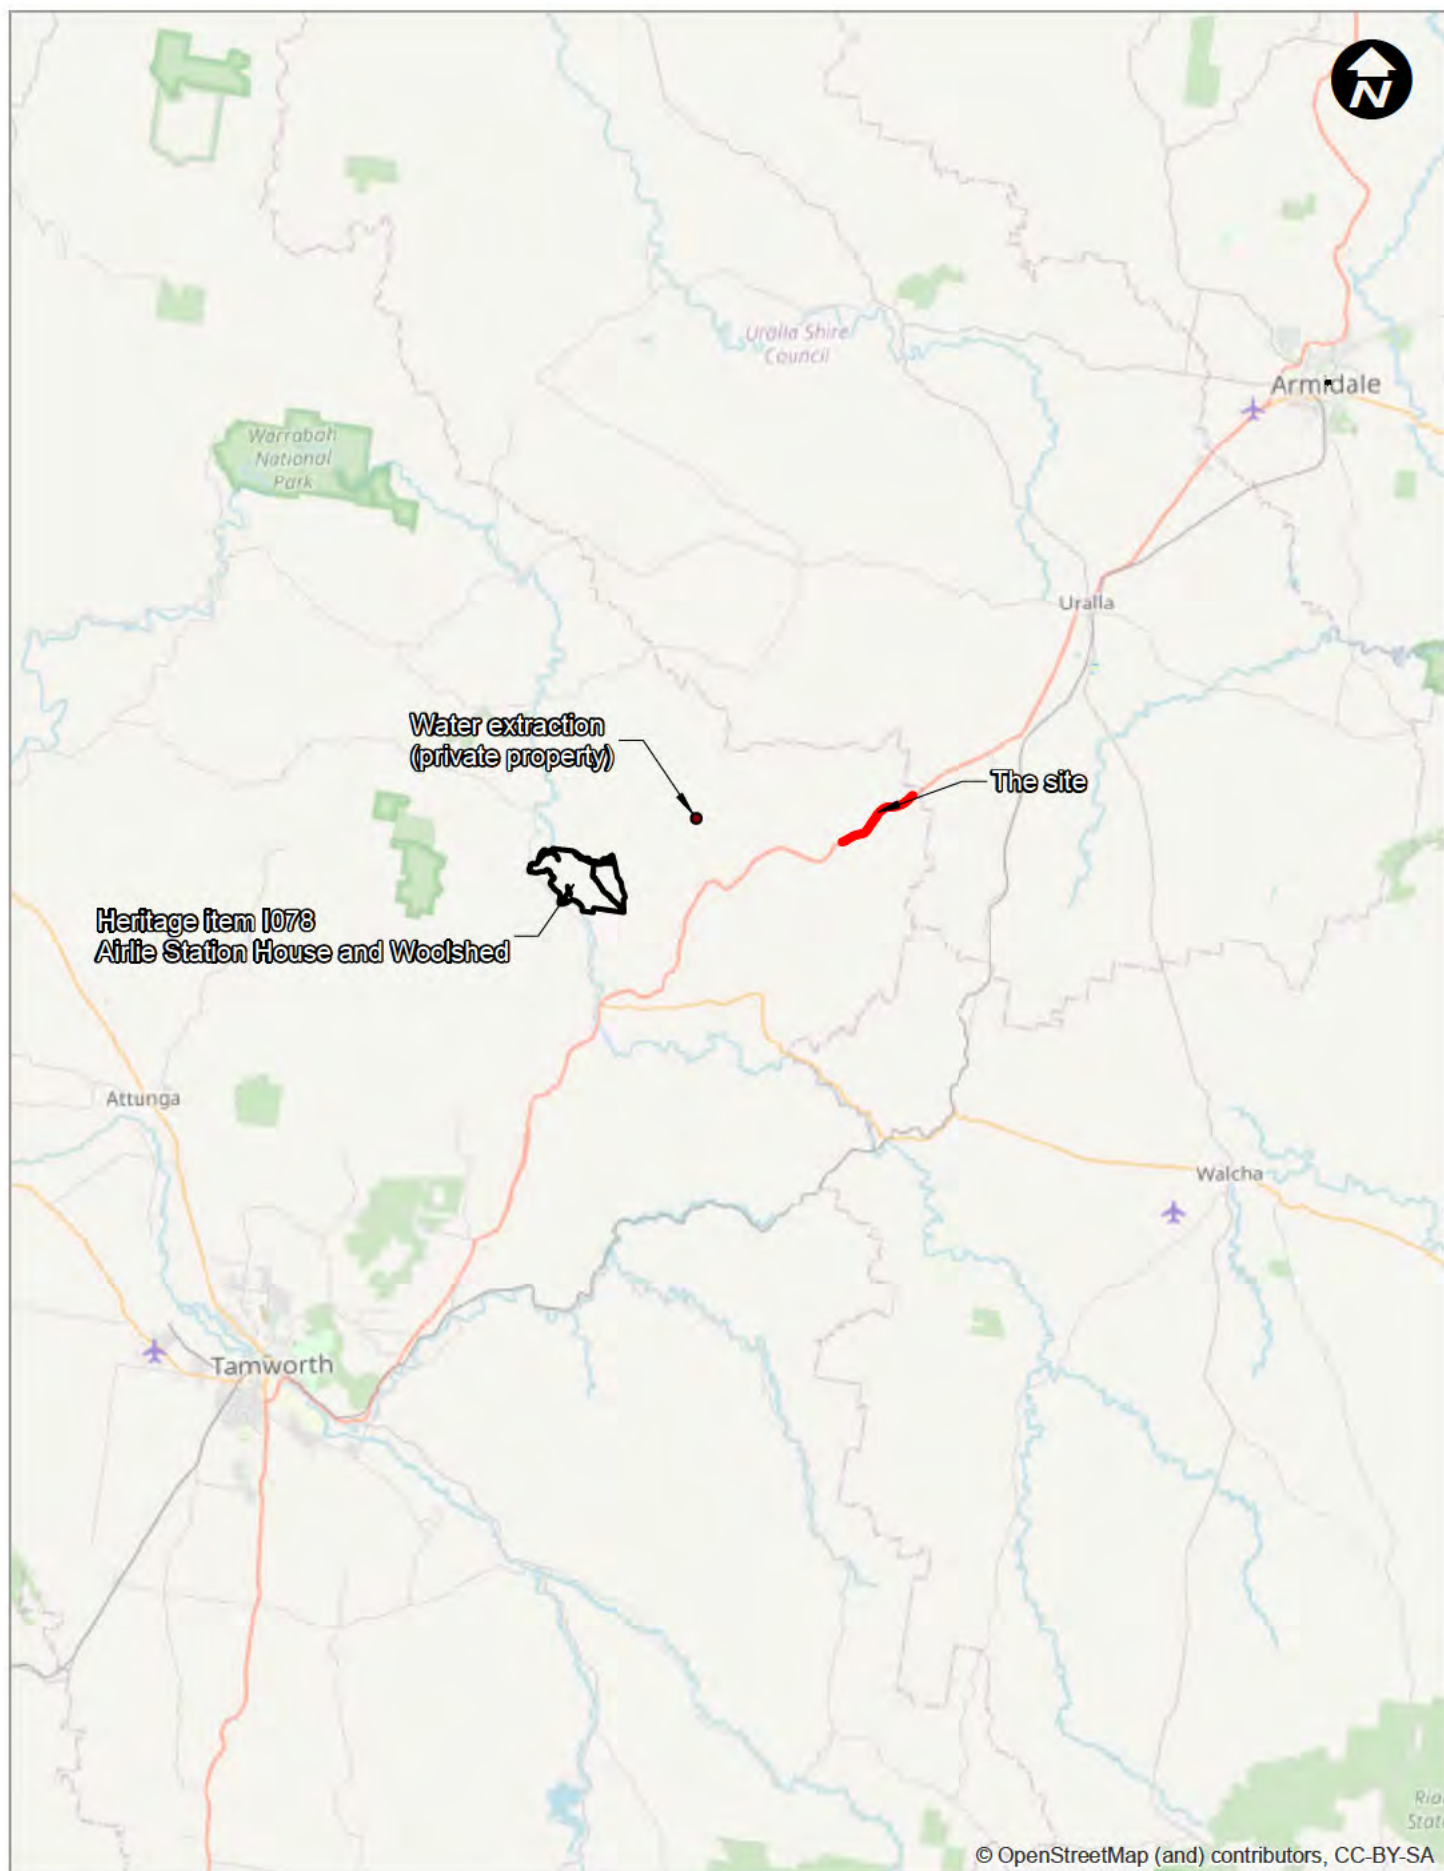 N
Uralla Shire
Council
Armidale
Warrabah
National
Park
Uralla
Water extraction
(private property)
The site
Heritage item I078
Airlie Station House and Woolshed
Attunga
Walcha
Tamworth
© OpenStreetMap (and) contributors, CC-BY-SA